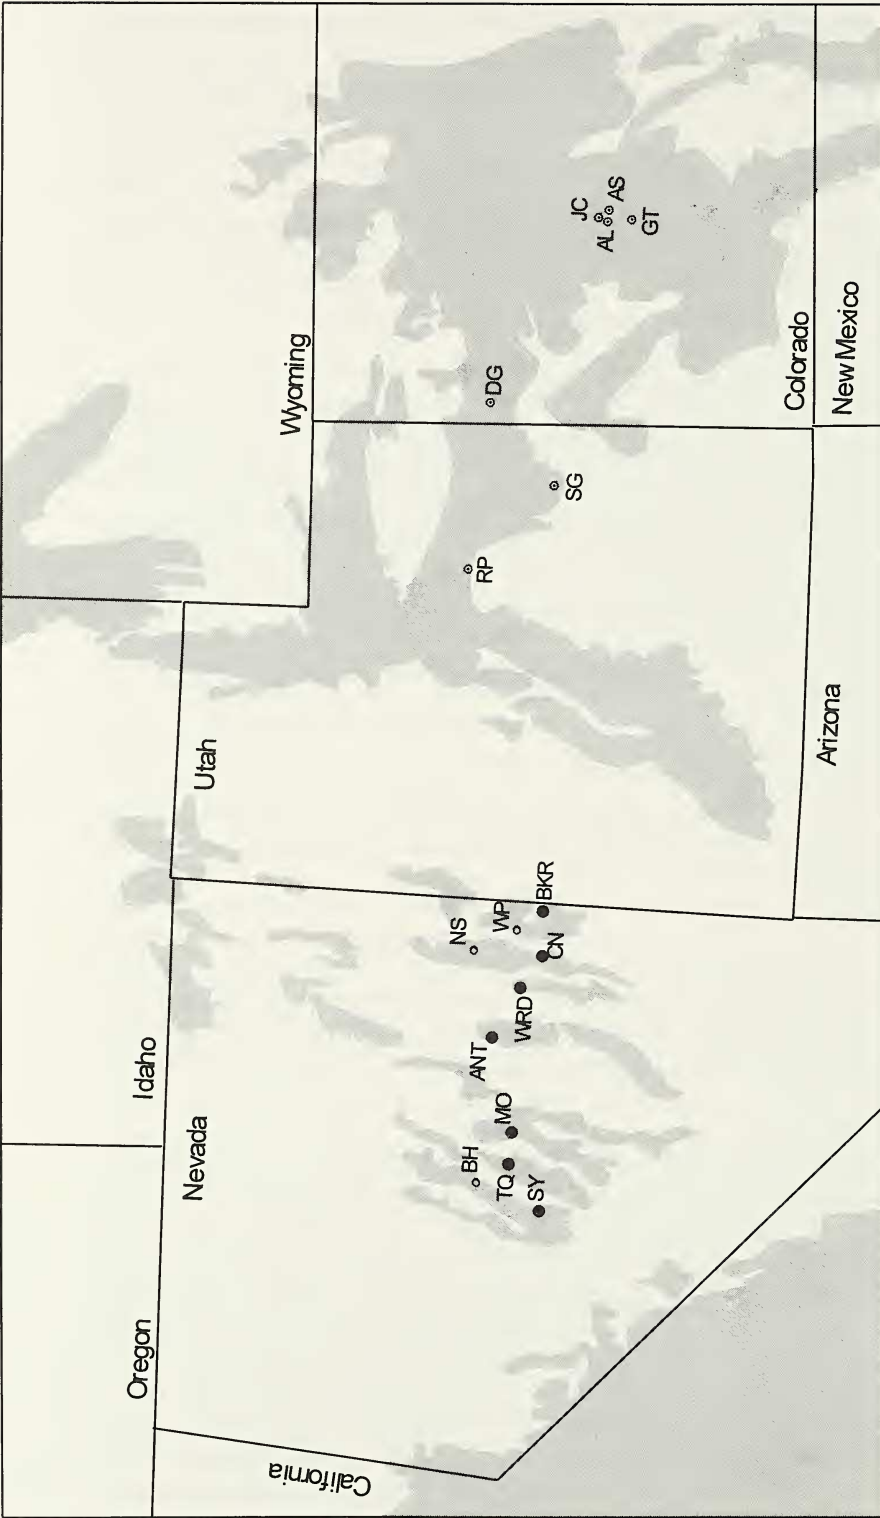 Oregon
Idaho
Wyoming
California
Nevada
Utah
Colorado
Arizona
New Mexico
BH
TQ
SY
MO
ANT
WRD
NS
WP
CN
BKR
RP
SG
DG
JC
AL
AS
GT